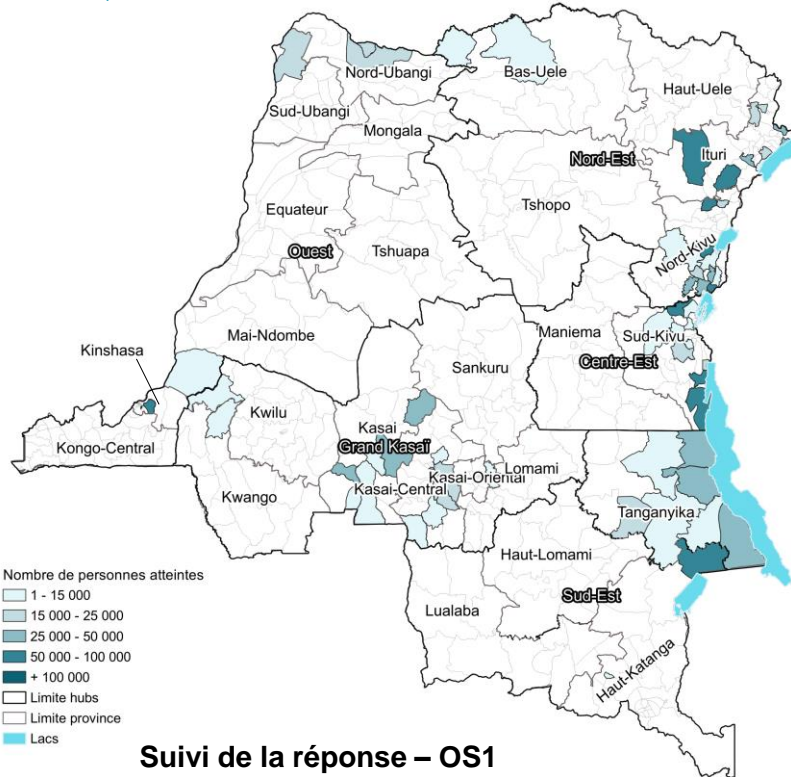 Nord-Ubangi
Bas-Uele
Haut-Uele
Sud-Ubangi
Mongala
Nord-Est
Ituri
Equateur
Tshopo
Ouest
Tshuapa
Nord-Kivu
Mai-Ndombe
Maniema
Sud-Kivu
Kinshasa
Sankuru
Centre-Est
Kwilu
Kasai
Kongo-Central
Grand Kasaï
Lomami
Kasai-Oriental
Kasai-Central
Kwango
Tanganyika
Haut-Lomami
Sud-Est
Lualaba
Haut-Katanga
Nombre de personnes atteintes
1 - 15 000
15 000 - 25 000
25 000 - 50 000
50 000 - 100 000
+ 100 000
Limite hubs
Limite province
Lacs
Suivi de la réponse – OS1